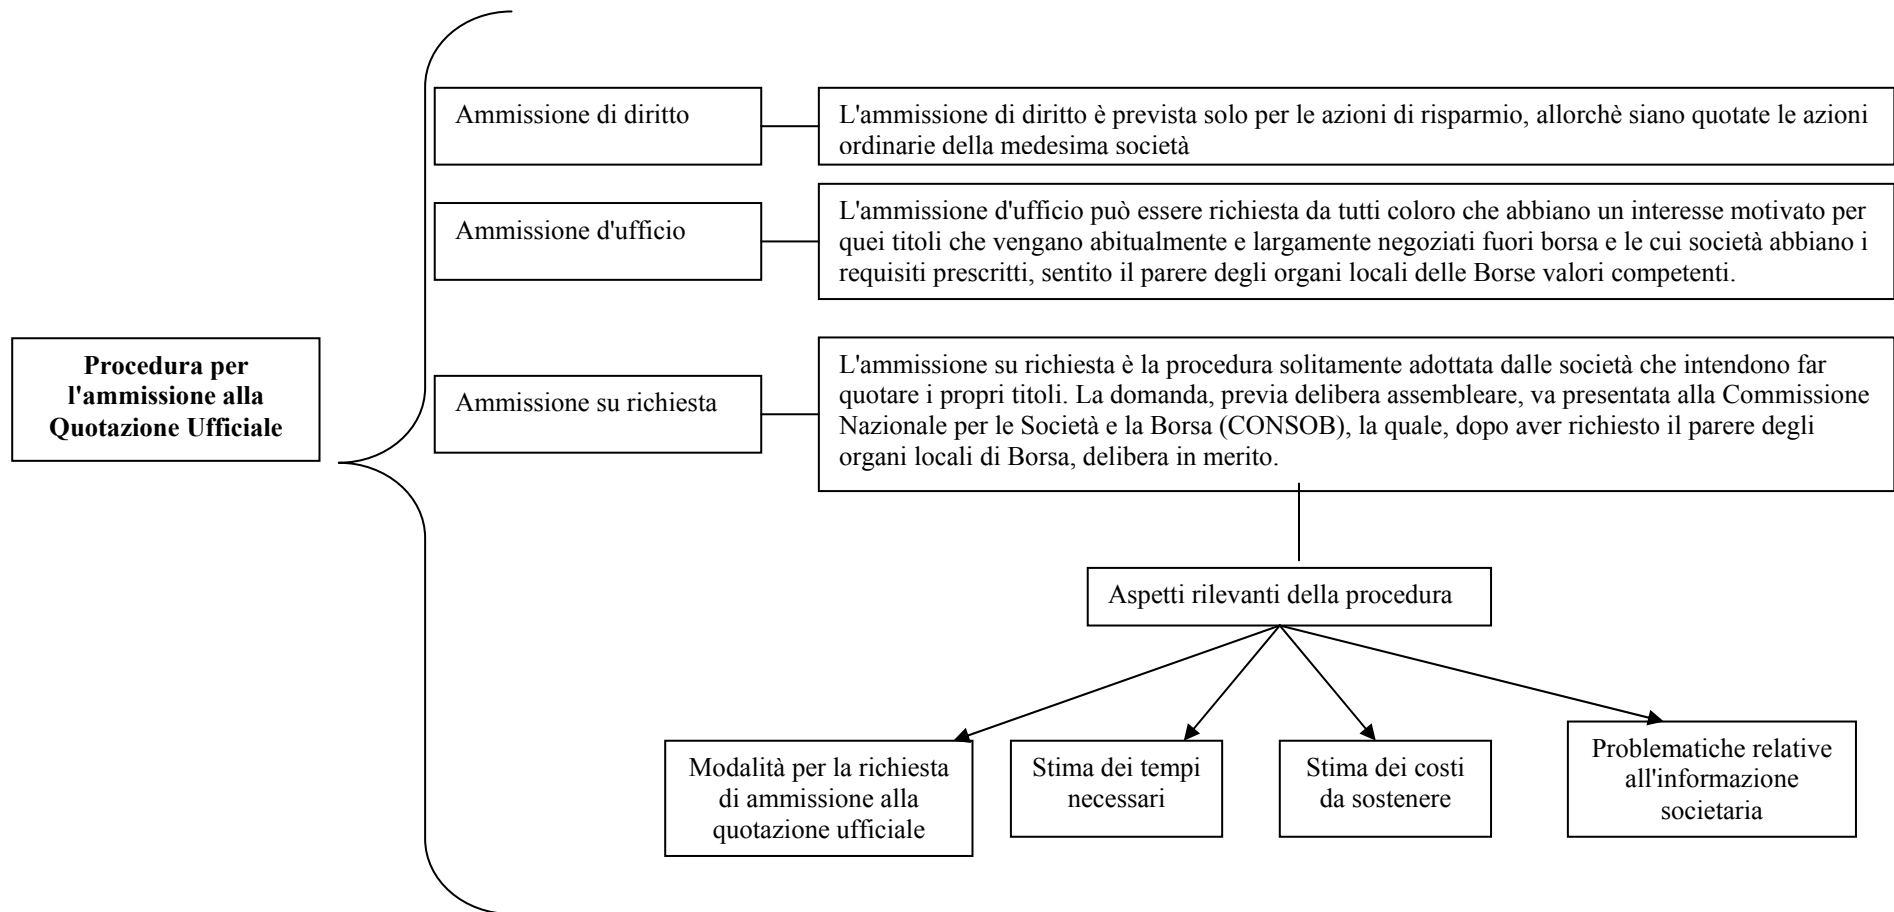 Procedura per
l'ammissione alla
Quotazione Ufficiale
Ammissione di diritto
L'ammissione di diritto è prevista solo per le azioni di risparmio, allorchè siano quotate le azioni
ordinarie della medesima società
Ammissione d'ufficio
L'ammissione d'ufficio può essere richiesta da tutti coloro che abbiano un interesse motivato per
quei titoli che vengano abitualmente e largamente negoziati fuori borsa e le cui società abbiano i
requisiti prescritti, sentito il parere degli organi locali delle Borse valori competenti.
Ammissione su richiesta
L'ammissione su richiesta è la procedura solitamente adottata dalle società che intendono far
quotare i propri titoli. La domanda, previa delibera assembleare, va presentata alla Commissione
Nazionale per le Società e la Borsa (CONSOB), la quale, dopo aver richiesto il parere degli
organi locali di Borsa, delibera in merito.
Aspetti rilevanti della procedura
Modalità per la richiesta
di ammissione alla
quotazione ufficiale
Stima dei tempi
necessari
Stima dei costi
da sostenere
Problematiche relative
all'informazione
societaria